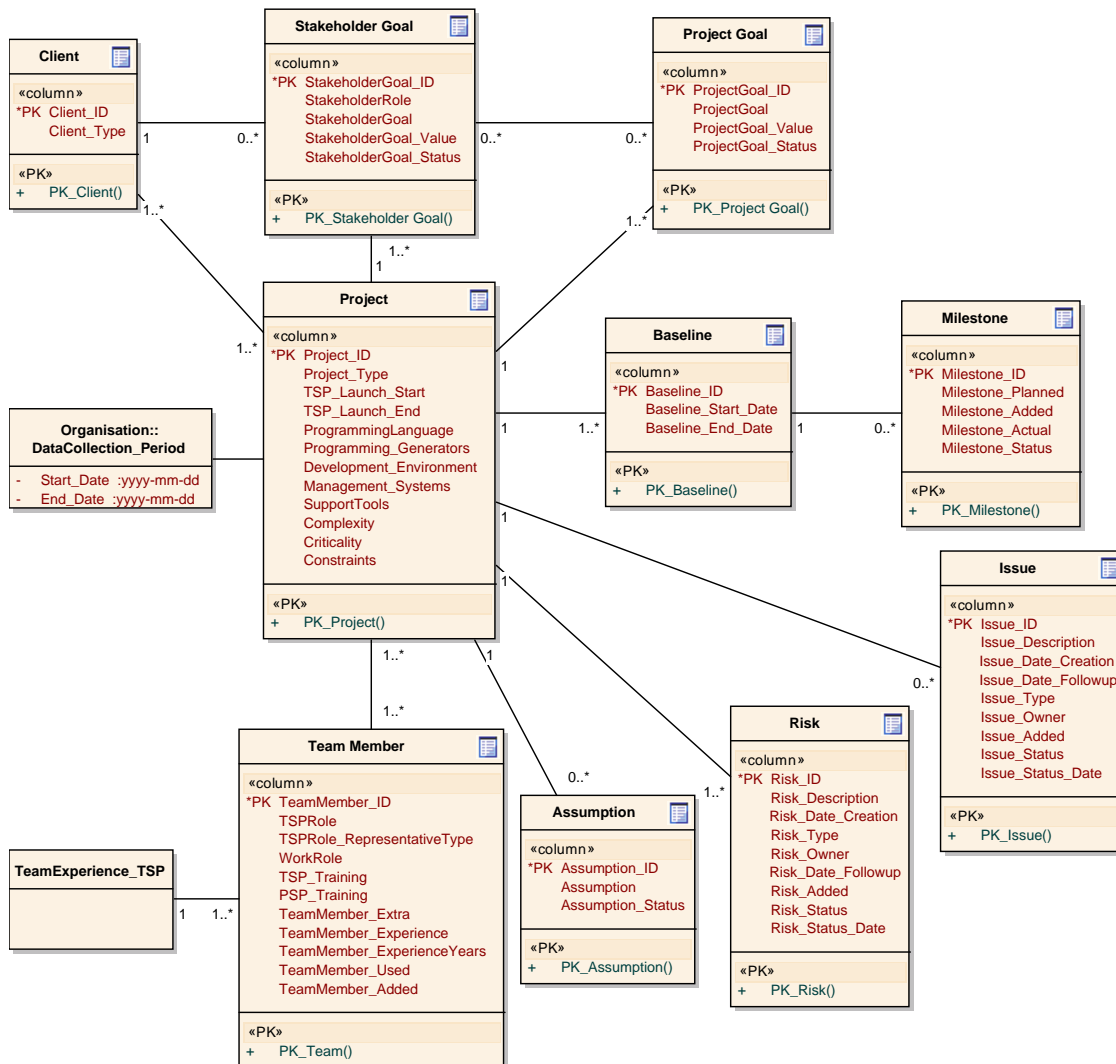 Client
«column»
*PK Client_ID
Client_Type
«PK»
+ PK_Client()
Stakeholder Goal
«column»
*PK StakeholderGoal_ID
StakeholderRole
StakeholderGoal
StakeholderGoal_Value
StakeholderGoal_Status
«PK»
+ PK_Stakeholder Goal()
Project Goal
«column»
*PK ProjectGoal_ID
ProjectGoal
ProjectGoal_Value
ProjectGoal_Status
«PK»
+ PK_Project Goal()
1
0..*
0..*
0..*
1..*
1..*
1..*
1
1..*
1
Project
«column»
*PK Project_ID
Project_Type
TSP_Launch_Start
TSP_Launch_End
ProgrammingLanguage
Programming_Generators
Development_Environment
Management_Systems
SupportTools
Complexity
Criticality
Constraints
«PK»
+ PK_Project()
Baseline
«column»
*PK Baseline_ID
Baseline_Start_Date
Baseline_End_Date
«PK»
+ PK_Baseline()
Milestone
«column»
*PK Milestone_ID
Milestone_Planned
Milestone_Added
Milestone_Actual
Milestone_Status
«PK»
+ PK_Milestone()
1
1..*
1
0..*
Organisation::
DataCollection_Period
- Start_Date :yyyy-mm-dd
- End_Date :yyyy-mm-dd
1
0..*
1
1..*
1
0..*
1..*
1..*
Issue
«column»
*PK Issue_ID
Issue_Description
Issue_Date_Creation
Issue_Date_Followup
Issue_Type
Issue_Owner
Issue_Added
Issue_Status
Issue_Status_Date
«PK»
+ PK_Issue()
Team Member
«column»
*PK TeamMember_ID
TSPRole
TSPRole_RepresentativeType
WorkRole
TSP_Training
PSP_Training
TeamMember_Extra
TeamMember_Experience
TeamMember_ExperienceYears
TeamMember_Used
TeamMember_Added
«PK»
+ PK_Team()
Assumption
«column»
*PK Assumption_ID
Assumption
Assumption_Status
«PK»
+ PK_Assumption()
Risk
«column»
*PK Risk_ID
Risk_Description
Risk_Date_Creation
Risk_Type
Risk_Owner
Risk_Date_Followup
Risk_Added
Risk_Status
Risk_Status_Date
«PK»
+ PK_Risk()
TeamExperience_TSP
1
1..*